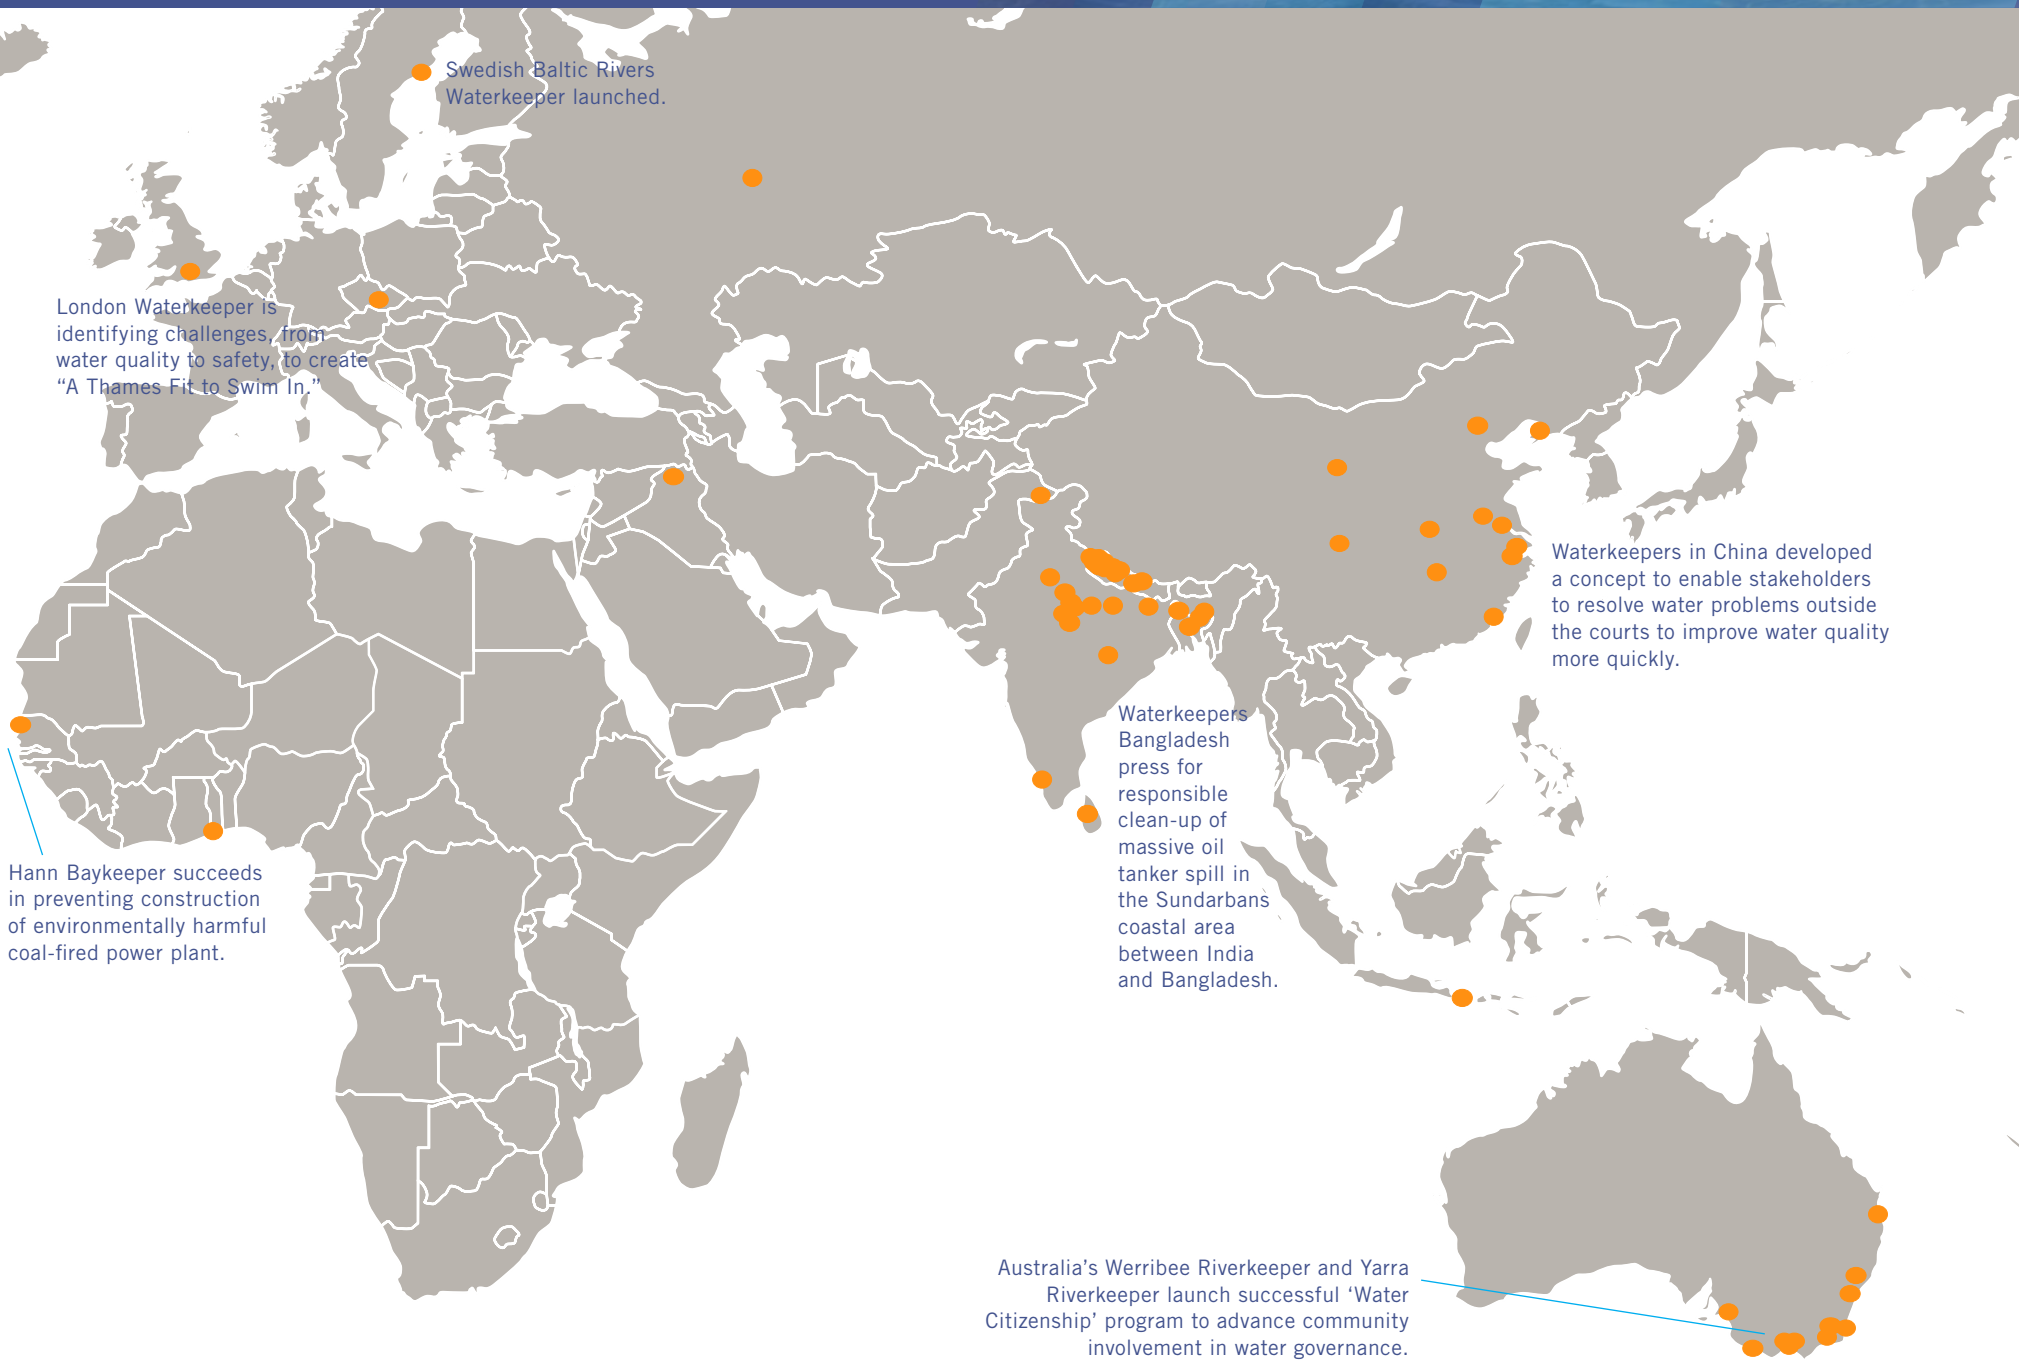 Swedish Baltic Rivers
Waterkeeper launched.
London Waterkeeper is
identifying challenges, from
water quality to safety, to create
“A Thames Fit to Swim In.”
Waterkeepers in China developed
a concept to enable stakeholders
to resolve water problems outside
the courts to improve water quality
more quickly.
Waterkeepers
Bangladesh
press for
responsible
clean-up of
massive oil
tanker spill in
the Sundarbans
coastal area
between India
and Bangladesh.
Hann Baykeeper succeeds
in preventing construction
of environmentally harmful
coal-fired power plant.
Australia’s Werribee Riverkeeper and Yarra
Riverkeeper launch successful ‘Water
Citizenship’ program to advance community
involvement in water governance.